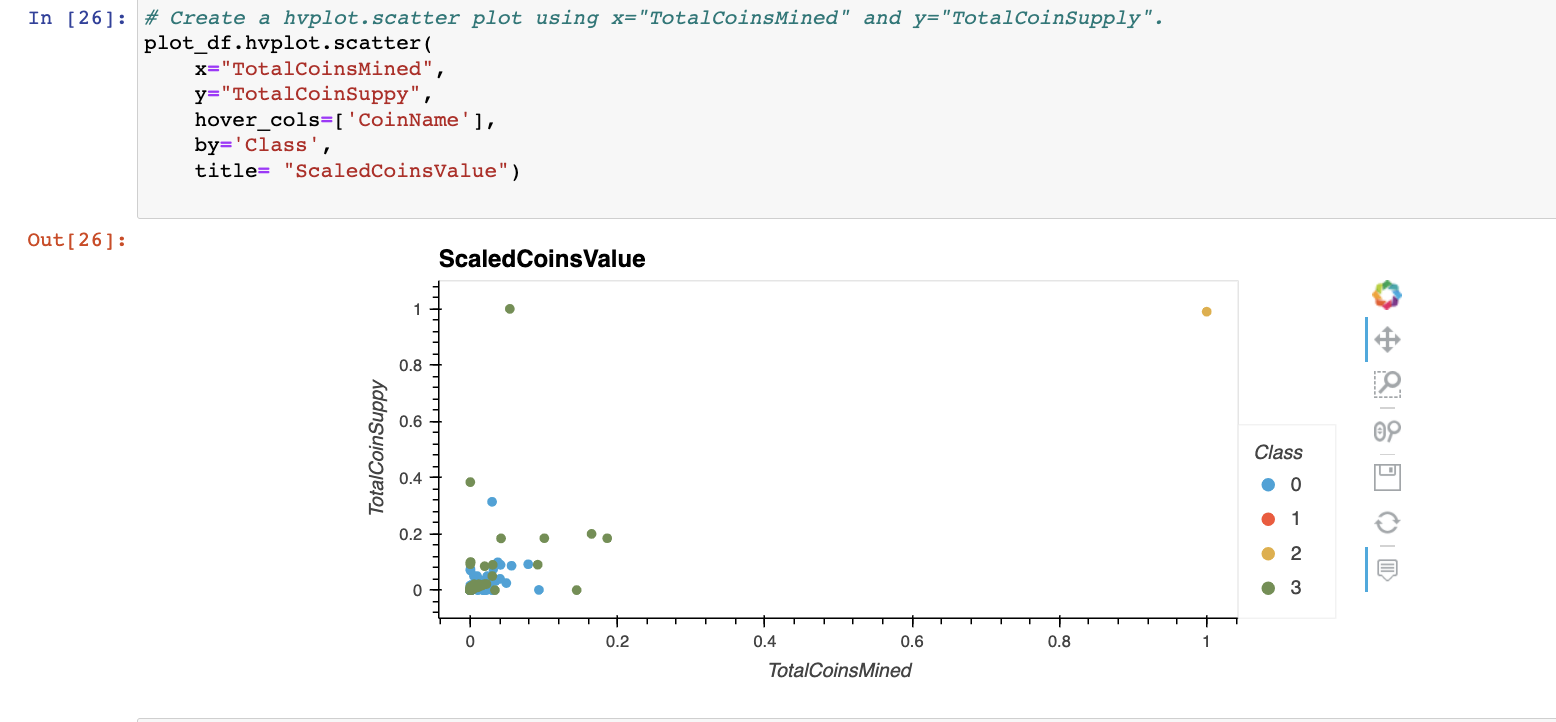 In [26]:
# Create a hvplot.scatter plot using x="TotalCoinsMined" and y="TotalCoinSupply".
plot_df.hvplot.scatter(
x="TotalCoinsMined",
y="TotalCoinSuppy",
hover_cols=['CoinName'],
by='Class',
title= "ScaledCoinsValue")
Out[26]:
ScaledCoinsValue
TotalCoinSuppy
1
0.8
0.6
0.4
0.2
0
0
0.2
0.4
0.6
0.8
1
TotalCoinsMined
Class
0
1
2
3